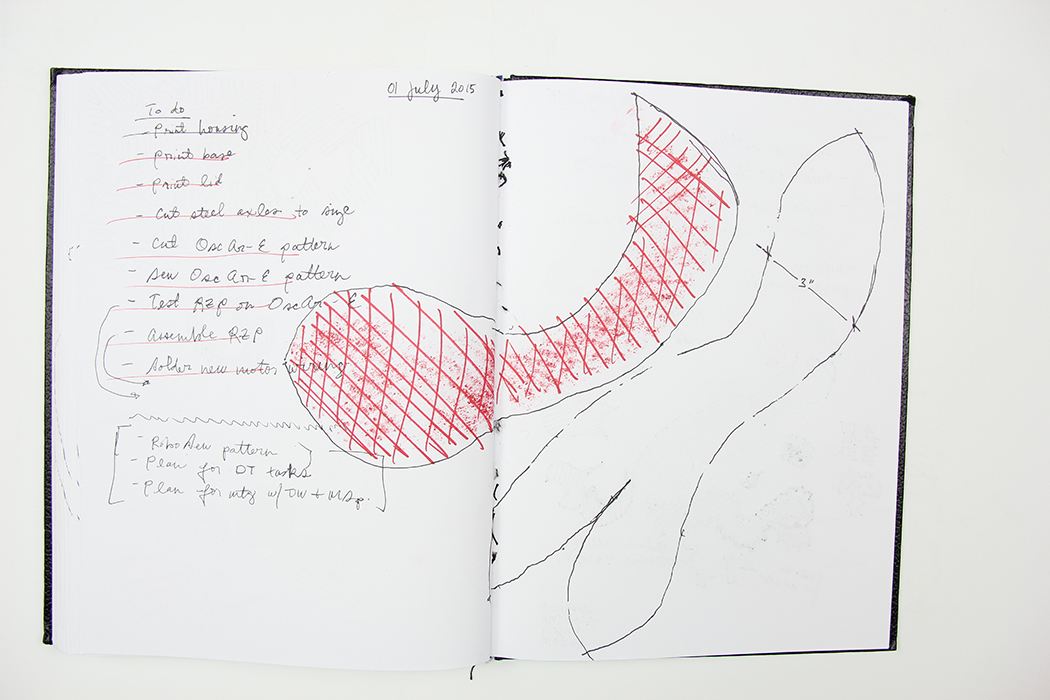 01 July 2015
To do
- print housing
- print base
- print lid
- cut steel axles to size
- Cut OscAr-E pattern
- sew OscAr-E pattern
- Test RZP on OscAr-E
- assemble RZP
- Solder new motor wiring
- pattern
- Plan for DT tasks
- Plan for mtg w/ DW +
3"